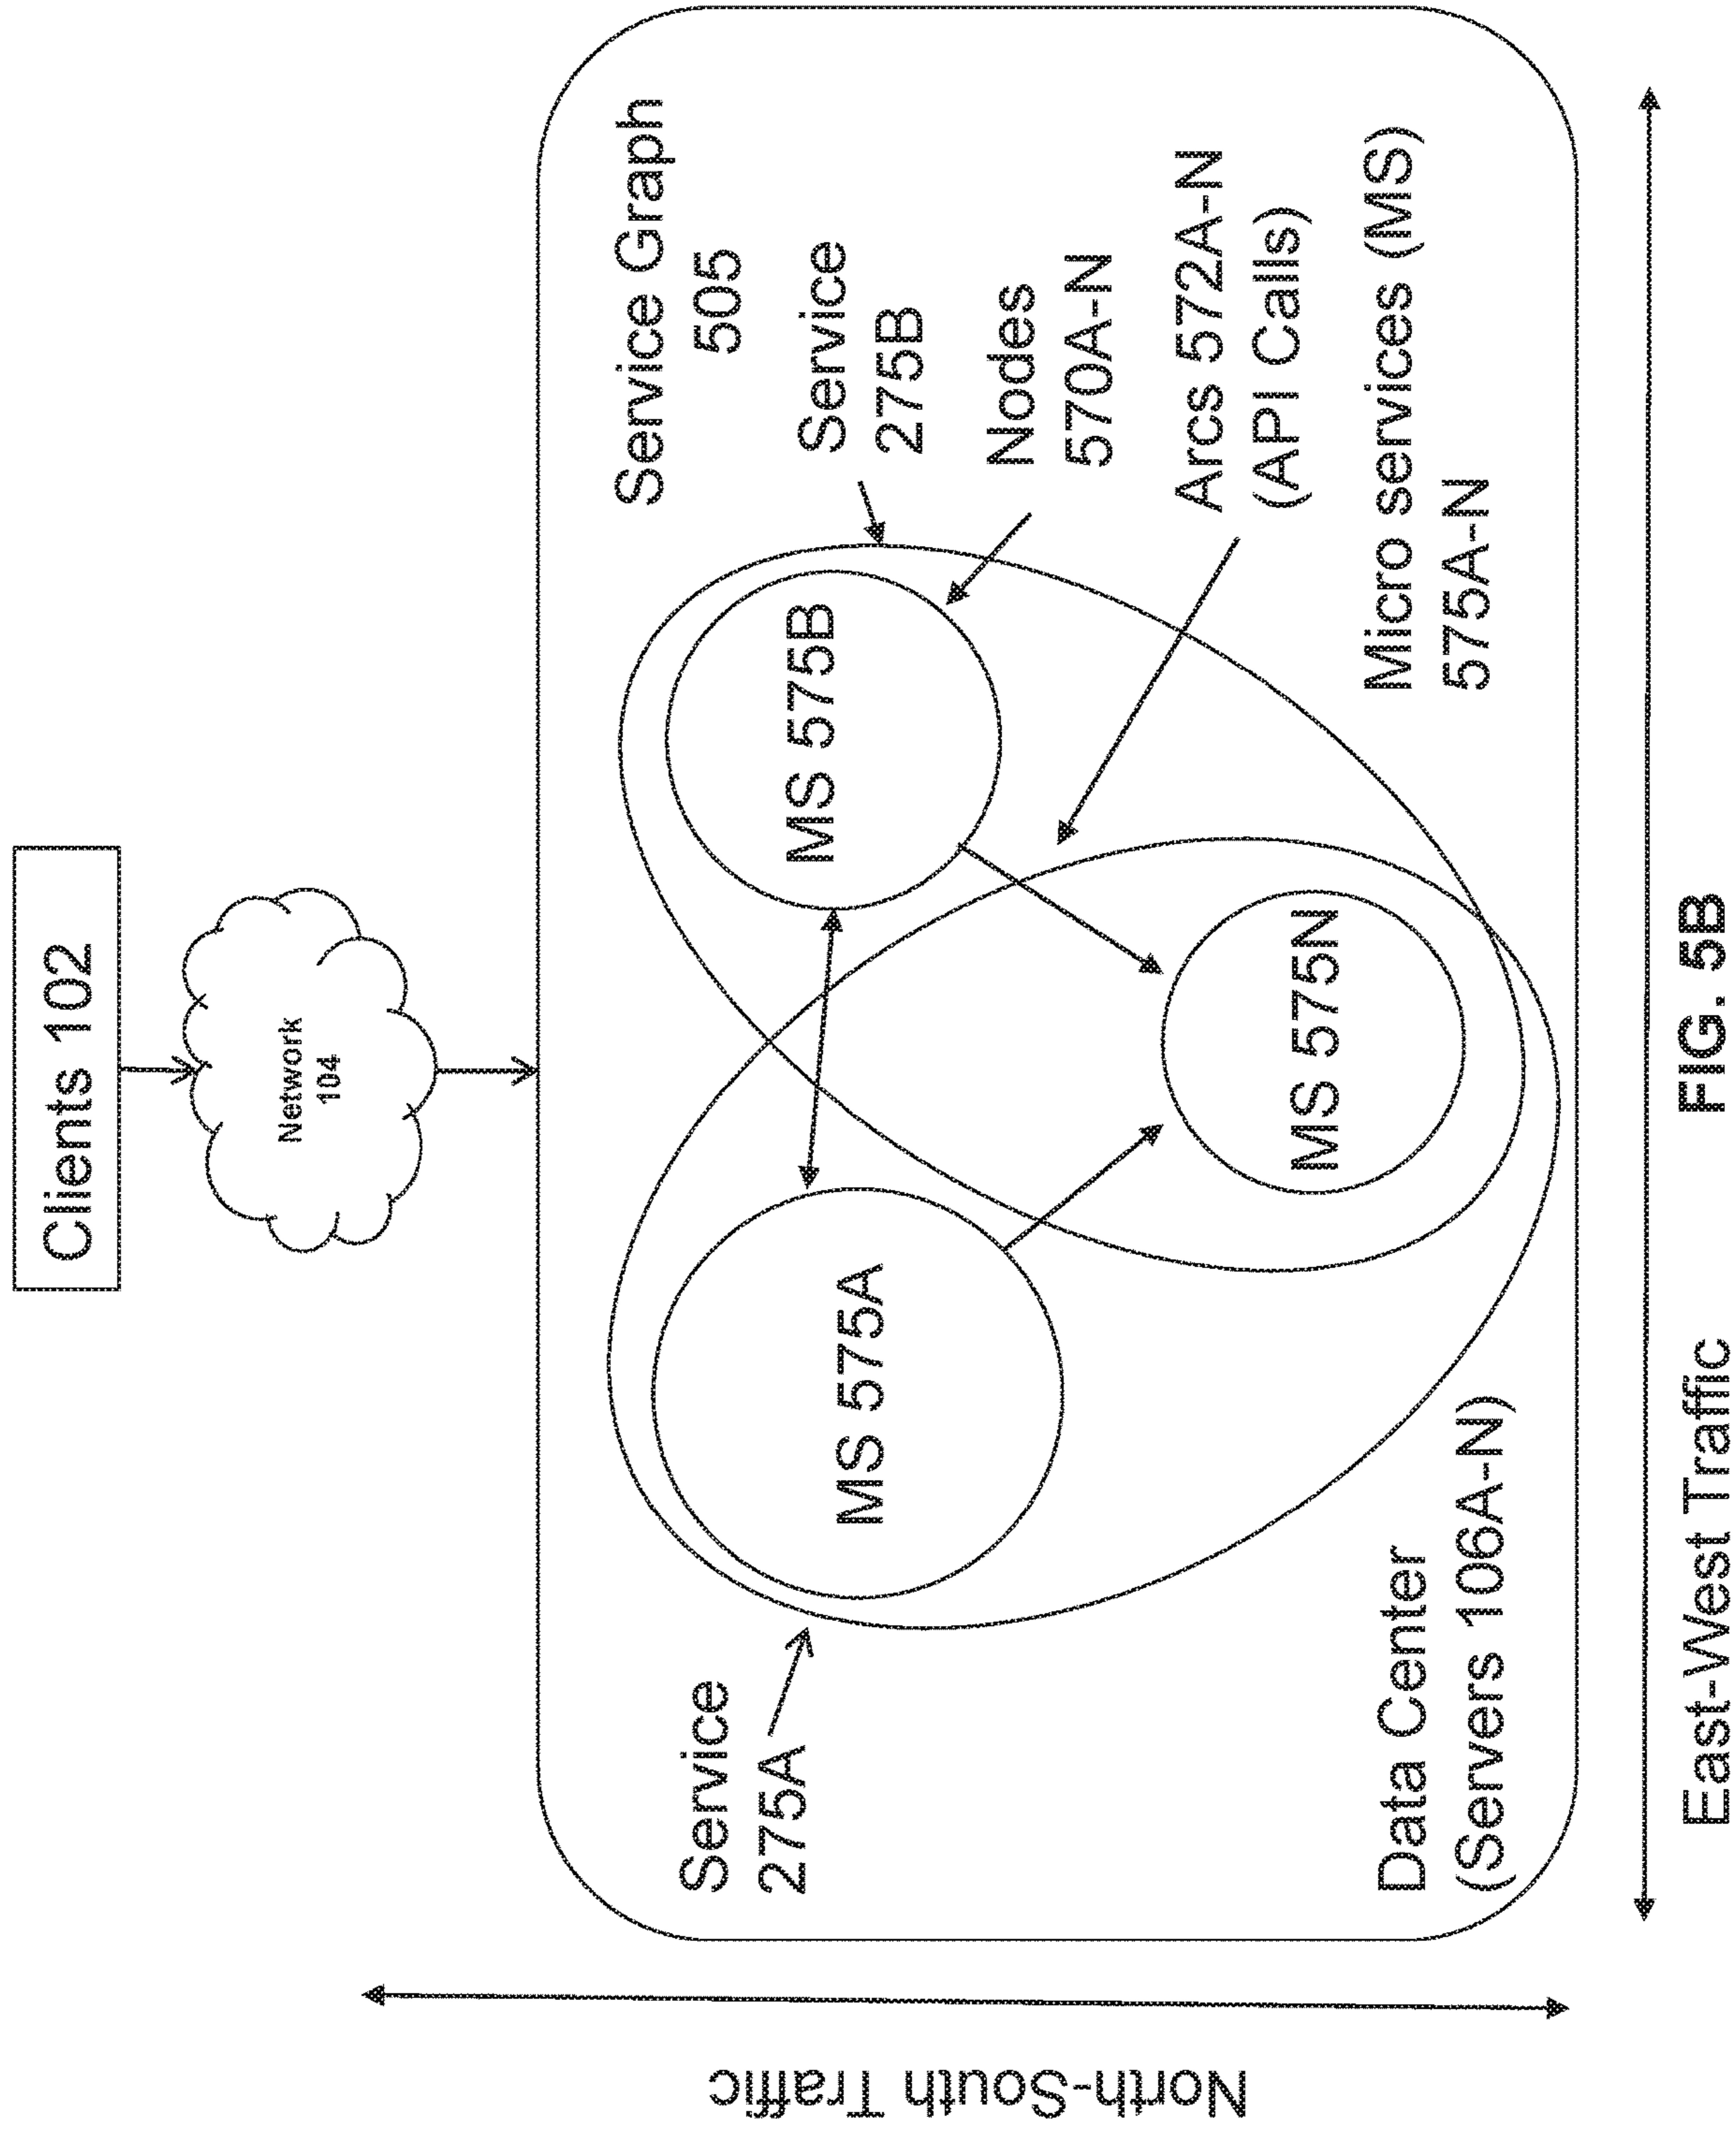 Clients 102
Network
104
Service Graph
505
Service
275B
Nodes
570A-N
Arcs 572A-N
(API Calls)
Micro services (MS)
575A-N
MS 575B
MS 575A
MS 575N
Service
275A
Data Center
(Servers 106A-N)
North-South Traffic
East-West Traffic
FIG. 5B